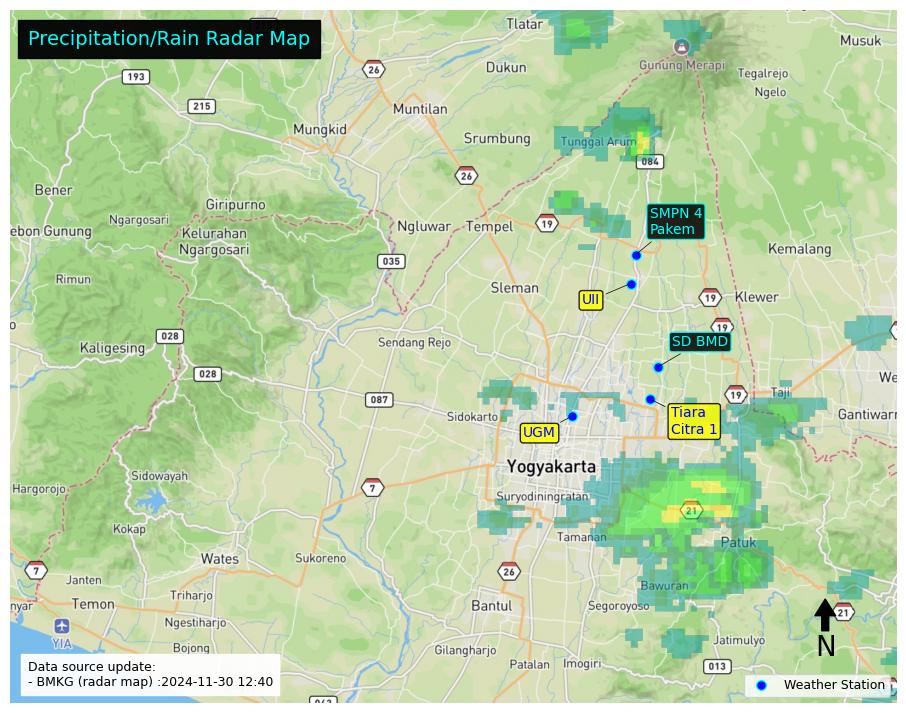 Precipitation/Rain Radar Map
Tlatar
Musuk
26
Gunung Merapi
193
Dukun
Tegalrejo
Ngelo
215
Muntilan
Mungkid
Srumbung
Tunggal Arum
084
26
Bener
Giripurno
Ngargosari
SMPN 4
Pakem
ebon Gunung
Kelurahan
Ngargosari
Ngluwar
Tempel
19
Kemalang
035
Rimun
Sleman
UII
19
Klewer
19
028
Kaligesing
Sendang Rejo
SD BMD
We
028
087
19
Taji
Sidokarto
Tiara
Citra 1
Gantiwarn
UGM
Yogyakarta
Sidowayah
Hargorojo
7
Suryodiningratan
21
Kokap
Tamanan
Patuk
Wates
Sukoreno
7
Janten
26
Bawuran
Triharjo
nyar
Temon
Bantul
Segoroyoso
21
Ngestiharjo
YIA
N
Bojong
Gilangharjo
Jatimulyo
Patalan
Imogiri
013
Data source update:
- BMKG (radar map) :2024-11-30 12:40
Weather Station